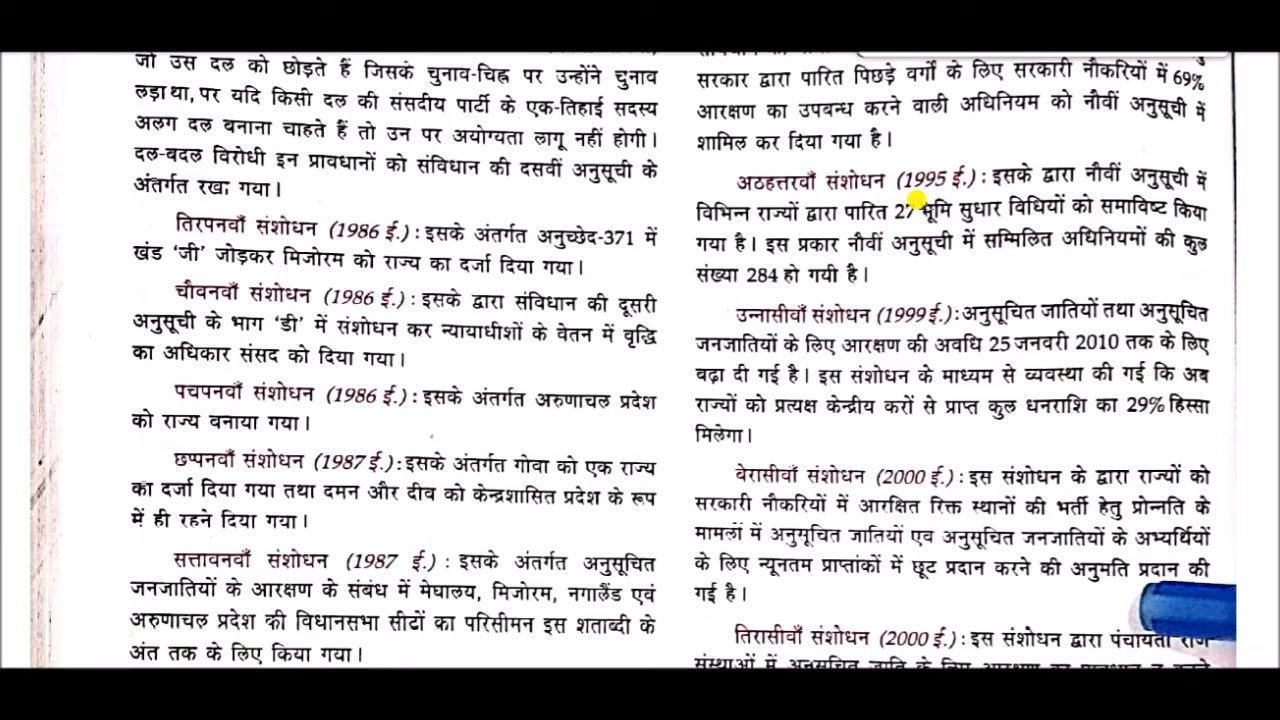 जो उस दल को छोड़ते हैं जिसके चुनाव-चिह्न पर उन्होंने चुनाव
लड़ा था, पर यदि किसी दल की संसदीय पार्टी के एक-तिहाई सदस्य
अलग दल बनाना चाहते हैं तो उन पर अयोग्यता लागू नहीं होगी।
दल-बदल विरोधी इन प्रावधानों को संविधान की दसवीं अनुसूची के
अंतर्गत रखा गया।
तिरपनवाँ संशोधन (1986 ई.) : इसके अंतर्गत अनुच्छेद-371 में
खंड ‘जी’ जोड़कर मिजोरम को राज्य का दर्जा दिया गया।
चौवनवाँ संशोधन (1986 ई.) : इसके द्वारा संविधान की दूसरी
अनुसूची के भाग ‘डी’ में संशोधन कर न्यायाधीशों के वेतन में वृद्धि
का अधिकार संसद को दिया गया।
पचपनवाँ संशोधन (1986 ई.) : इसके अंतर्गत अरुणाचल प्रदेश
को राज्य बनाया गया।
छप्पनवाँ संशोधन (1987 ई.) : इसके अंतर्गत गोवा को एक राज्य
का दर्जा दिया गया तथा दमन और दीव को केन्द्रशासित प्रदेश के रूप
में ही रहने दिया गया।
सत्तावनवाँ संशोधन (1987 ई.) : इसके अंतर्गत अनुसूचित
जनजातियों के आरक्षण के संबंध में मेघालय, मिजोरम, नगालैंड एवं
अरुणाचल प्रदेश की विधानसभा सीटों का परिसीमन इस शताब्दी के
अंत तक के लिए किया गया।
सरकार द्वारा पारित पिछड़े वर्गों के लिए सरकारी नौकरियों में 69%
आरक्षण का उपबन्ध करने वाली अधिनियम को नौवीं अनुसूची में
शामिल कर दिया गया है।
अठहत्तरवाँ संशोधन (1995 ई.) : इसके द्वारा नौवीं अनुसूची में
विभिन्न राज्यों द्वारा पारित 27 भूमि सुधार विधियों को समाविष्ट किया
गया है। इस प्रकार नौवीं अनुसूची में सम्मिलित अधिनियमों की कुल
संख्या 284 हो गयी है।
उन्नासीवाँ संशोधन (1999 ई.) : अनुसूचित जातियों तथा अनुसूचित
जनजातियों के लिए आरक्षण की अवधि 25 जनवरी 2010 तक के लिए
बढ़ा दी गई है। इस संशोधन के माध्यम से व्यवस्था की गई कि अब
राज्यों को प्रत्यक्ष केन्द्रीय करों से प्राप्त कुल धनराशि का 29% हिस्सा
मिलेगा।
बेरासीवाँ संशोधन (2000 ई.) : इस संशोधन के द्वारा राज्यों को
सरकारी नौकरियों में आरक्षित रिक्त स्थानों की भर्ती हेतु प्रोन्नति के
मामलों में अनुसूचित जातियों एव अनुसूचित जनजातियों के अभ्यर्थियों
के लिए न्यूनतम प्राप्तांकों में छूट प्रदान करने की अनुमति प्रदान की
गई है।
तिरासीवाँ संशोधन (2000 ई.) : इस संशोधन द्वारा पंचायती राज
संस्थाओं में अनुसूचित जाति के लिए आरक्षण का